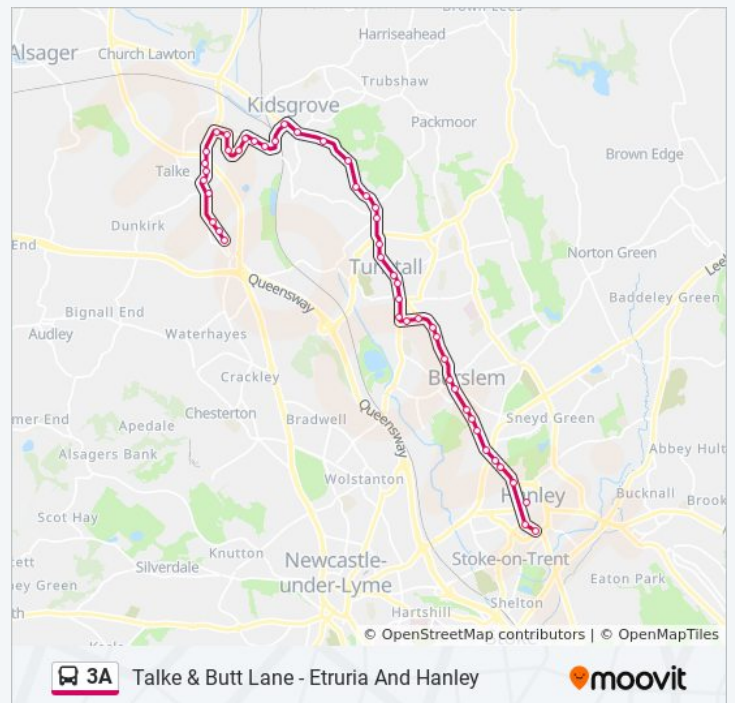 Brown Lees
Harriseahead
Alsager
Church Lawton
Trubshaw
Kidsgrove
Packmoor
Brown Edge
Talke
Dunkirk
End
Norton Green
Tunstall
Leek
Queensway
Baddeley Green
Bignall End
Audley
Waterhayes
Crackley
Burslem
Chesterton
Bradwell
Queensway
Sneyd Green
mer End
Apedale
Alsagers Bank
Abbey Hult
Wolstanton
Hanley
Bucknall
Brook
Scot Hay
Knutton
Silverdale
Newcastle-
under-Lyme
Stoke-on-Trent
ett
ey Green
Eaton Park
Shelton
Hartshill
th
Keele
Stoke
© OpenStreetMap contributors | © OpenMapTiles
3A
Talke & Butt Lane - Etruria And Hanley
moovit